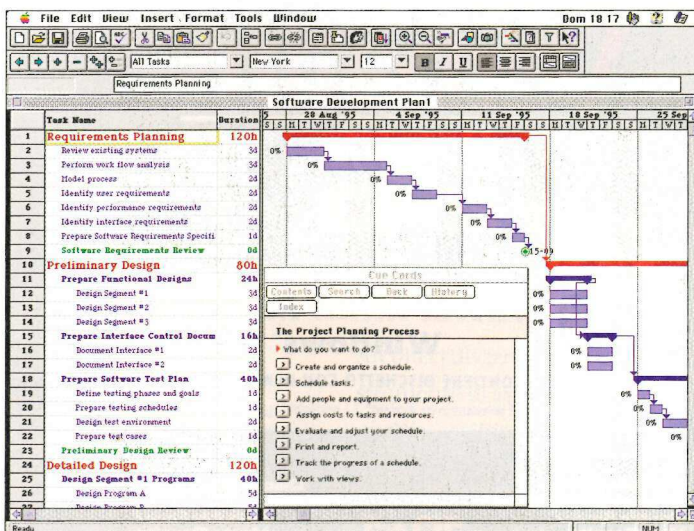 File Edit View Insert Format Tools Window Dom 18 17
All Tasks New York 12 B I U
Requirements Planning
Software Development Plan1
Task Name Duration 28 Aug '95 4 Sep '95 11 Sep '95 18 Sep '95 25 Sep
S S M T W T F S S M T W T F S S M T W T F S S M T W T F S S M T W T
1 Requirements Planning 120h
2 Review existing systems 3d 0%
3 Perform work flow analysis 3d 0%
4 Model process 2d 0%
5 Identify user requirements 2d 0%
6 Identify performance requirements 2d 0%
7 Identify interface requirements 2d 0%
8 Prepare Software Requirements Specifi 1d 0%
9 Software Requirements Review 0d 15-09
10 Preliminary Design 80h
11 Prepare Functional Designs 24h
12 Design Segment #1 3d 0%
13 Design Segment #2 3d 0%
14 Design Segment #3 3d 0%
15 Prepare Interface Control Docum 16h
16 Document Interface #1 2d 0%
17 Document Interface #2 2d 0%
18 Prepare Software Test Plan 40h
19 Define testing phases and goals 1d 0%
20 Prepare testing schedules 1d 0%
21 Design test environment 2d 0%
22 Prepare test cases 1d
23 Preliminary Design Review 0d
24 Detailed Design 120h
25 Design Segment #1 Programs 40h
26 Design Program A 5d
27 Design Program B 5d
Cue Cards
Contents Search Back History
Index
The Project Planning Process
What do you want to do?
> Create and organize a schedule.
> Schedule tasks.
> Add people and equipment to your project.
> Assign costs to tasks and resources.
> Evaluate and adjust your schedule.
> Print and report.
> Track the progress of a schedule.
> Work with views.
Ready NUM